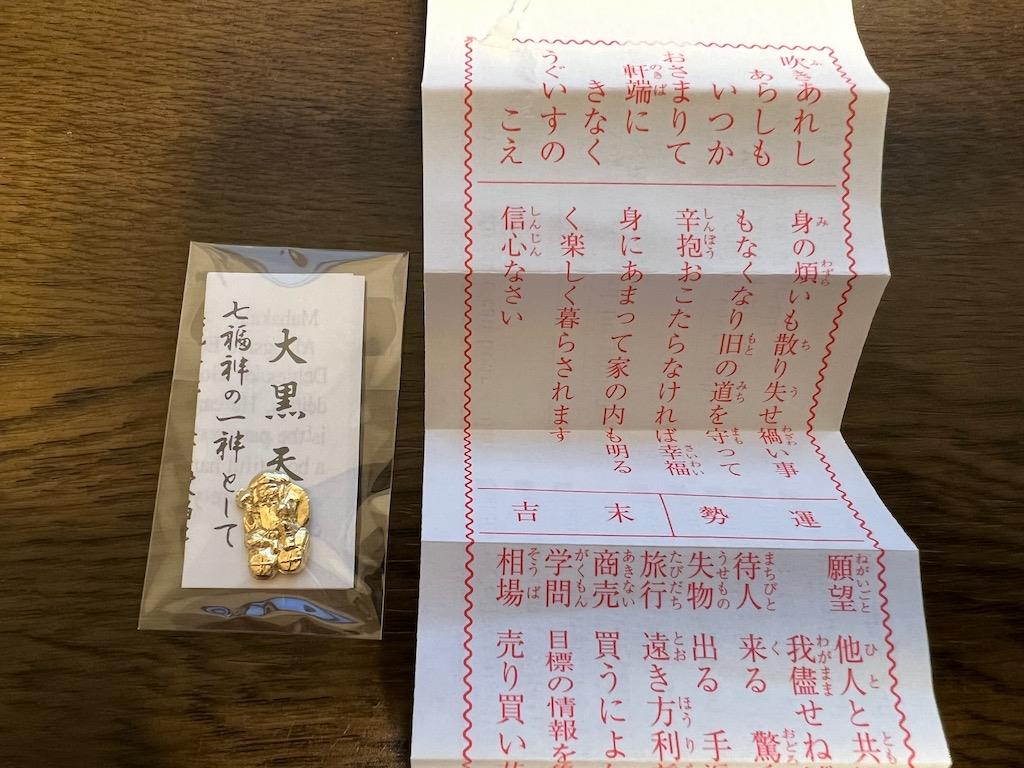 大黒天
七福神の一神として
吹きあれし
あらしも
いつか
おさまりて
軒端に
きなく
うぐいすの
こえ
身の煩いも散り失せ禍い事
もなくなり旧の道を守って
辛抱おこたらなければ幸福
身にあまって家の内も明る
く楽しく暮らされます
信心なさい
運勢
末吉
願望 他人と共
我儘せね
待人 来る 驚
失物 出る 手
旅行 遠き方利
商売 買うによ
学問 目標の情報を
相場 売り買い